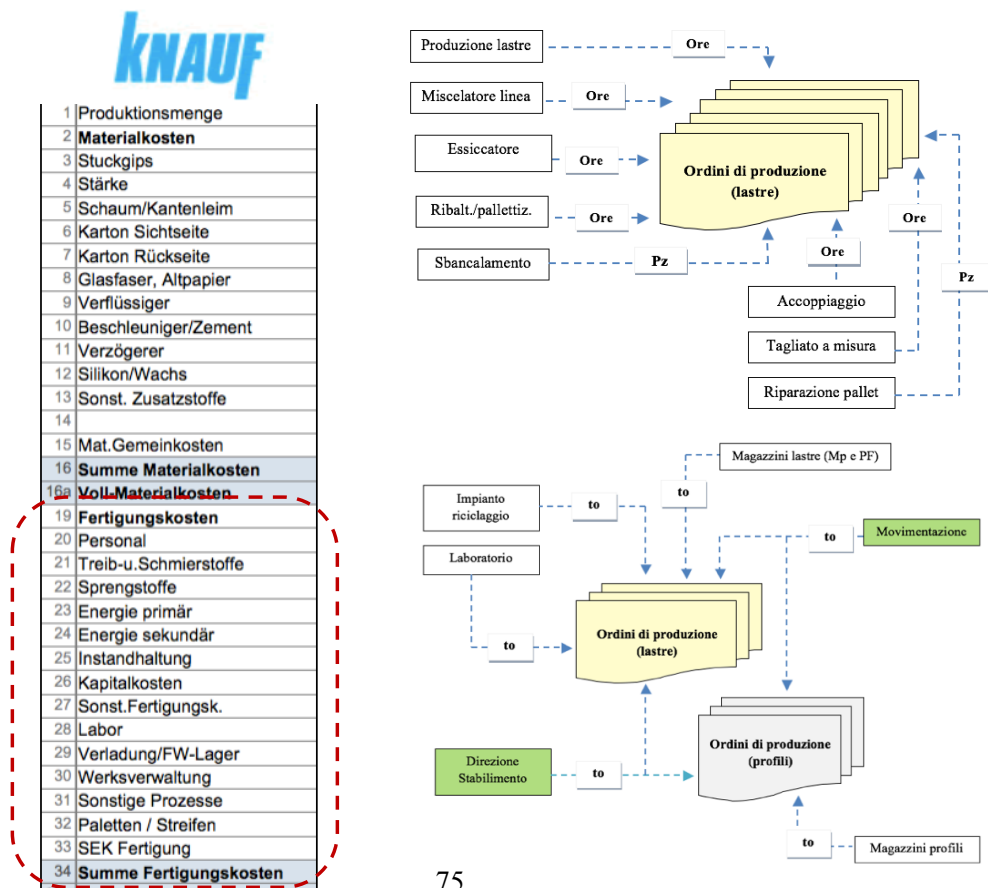 KNAUF
1 Produktionsmenge
2 Materialkosten
3 Stuckgips
4 Stärke
5 Schaum/Kantenleim
6 Karton Sichtseite
7 Karton Rückseite
8 Glasfaser, Altpapier
9 Verflüssiger
10 Beschleuniger/Zement
11 Verzögerer
12 Silikon/Wachs
13 Sonst. Zusatzstoffe
14
15 Mat.Gemeinkosten
16 Summe Materialkosten
16a Voll-Materialkosten
19 Fertigungskosten
20 Personal
21 Treib-u.Schmierstoffe
22 Sprengstoffe
23 Energie primär
24 Energie sekundär
25 Instandhaltung
26 Kapitalkosten
27 Sonst.Fertigungsk.
28 Labor
29 Verladung/FW-Lager
30 Werksverwaltung
31 Sonstige Prozesse
32 Paletten / Streifen
33 SEK Fertigung
34 Summe Fertigungskosten
Produzione lastre
Ore
Miscelatore linea
Ore
Essiccatore
Ore
Ribalt./pallettiz.
Ore
Sbancalamento
Pz
Ordini di produzione
(lastre)
Ore
Ore
Pz
Accoppiaggio
Tagliato a misura
Riparazione pallet
Magazzini lastre (Mp e PF)
to
Impianto
riciclaggio
to
to
Movimentazione
Laboratorio
to
Ordini di produzione
(lastre)
Ordini di produzione
(profili)
Direzione
Stabilimento
to
to
Magazzini profili
75